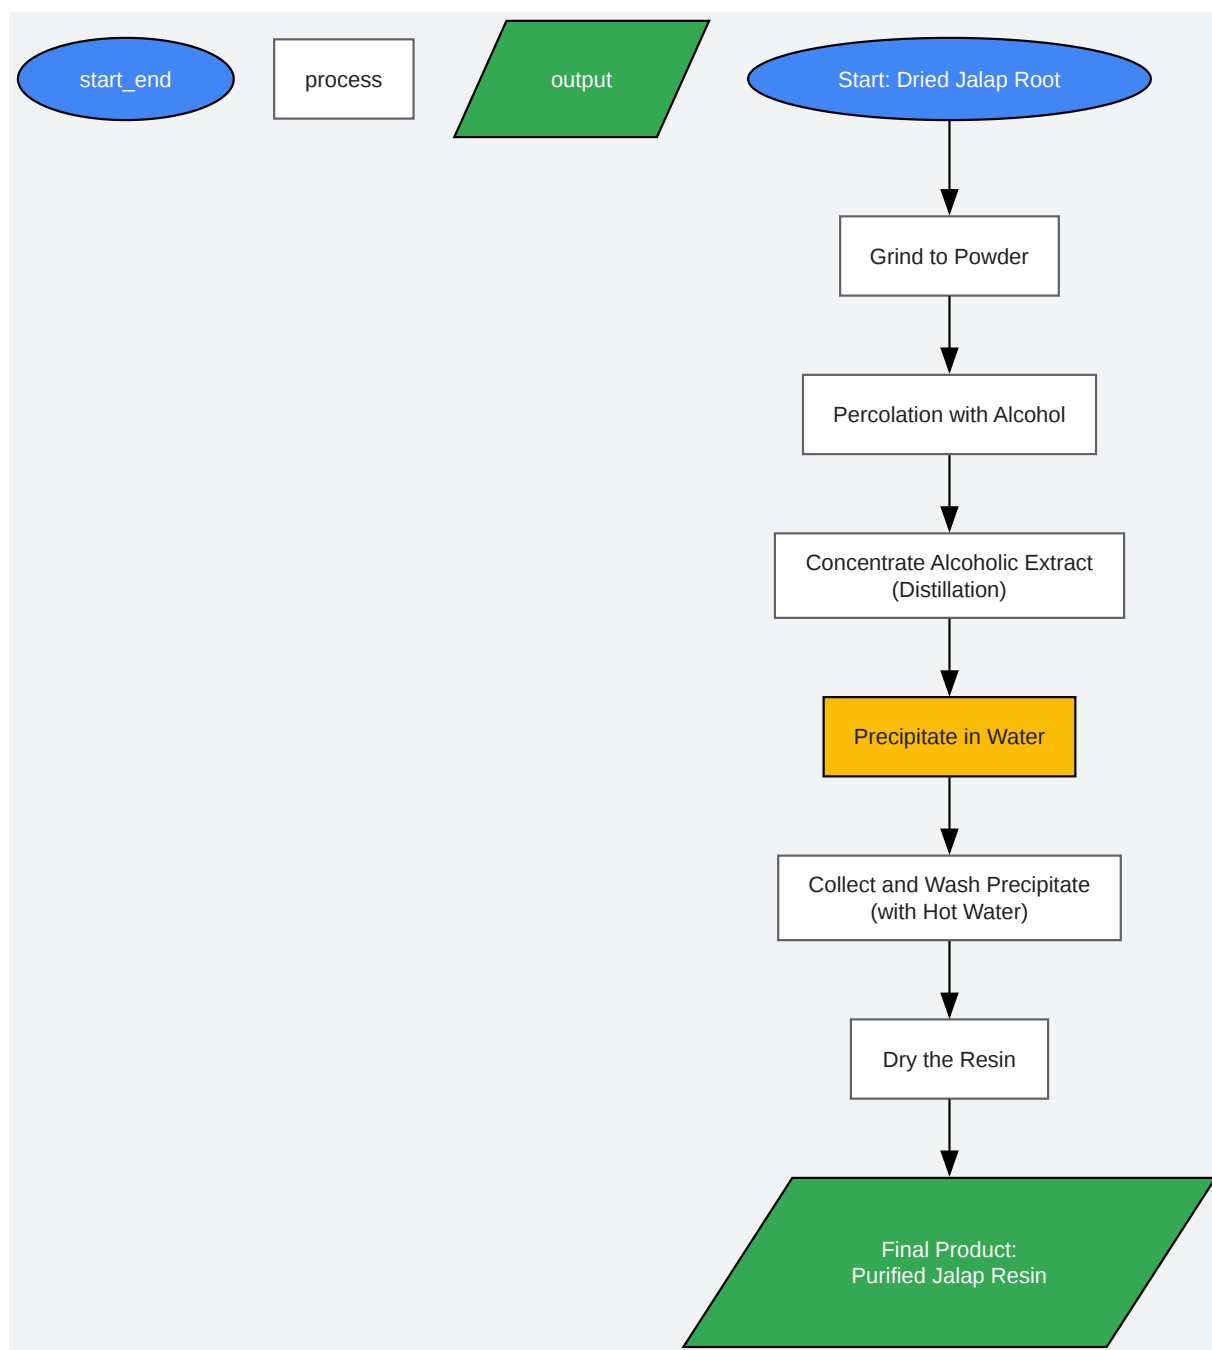 start_end
process
output
Start: Dried Jalap Root
Grind to Powder
Percolation with Alcohol
Concentrate Alcoholic Extract
(Distillation)
Precipitate in Water
Collect and Wash Precipitate
(with Hot Water)
Dry the Resin
Final Product:
Purified Jalap Resin